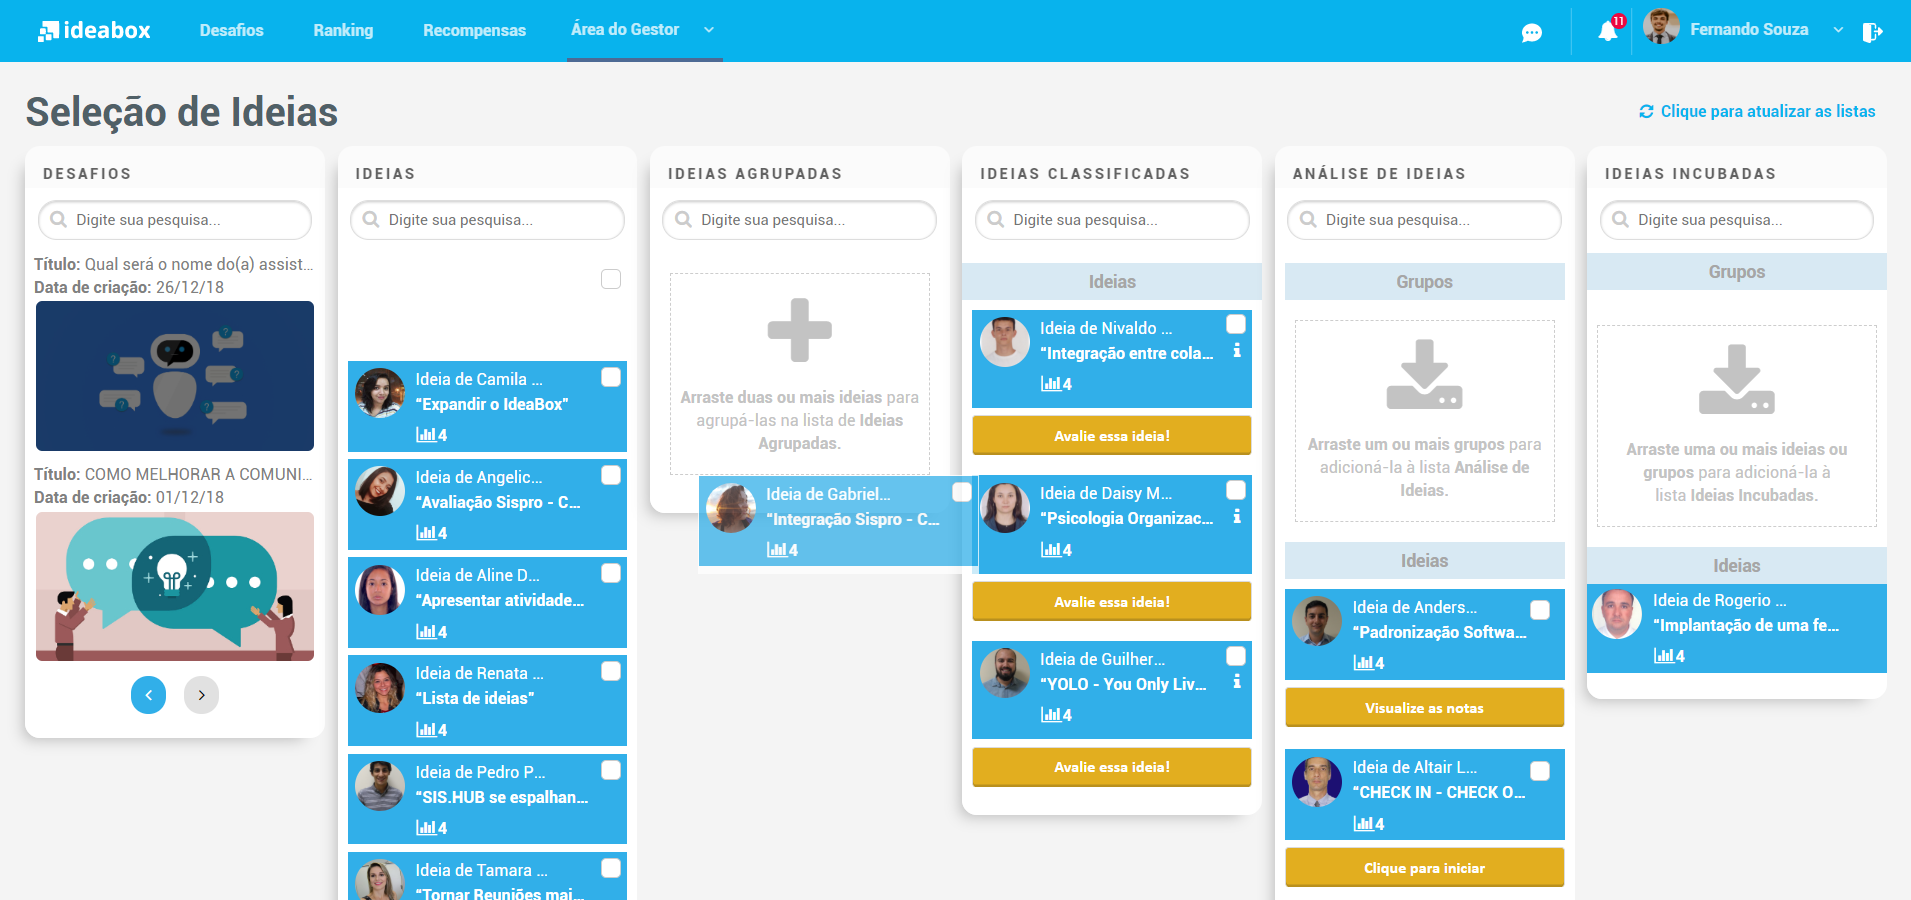 ideabox
Desafios
Ranking
Recompensas
Área do Gestor
11
Fernando Souza
Seleção de Ideias
Clique para atualizar as listas
DESAFIOS
Digite sua pesquisa...
Título: Qual será o nome do(a) assist...
Data de criação: 26/12/18
? ? ? ? ? ?
Título: COMO MELHORAR A COMUNI...
Data de criação: 01/12/18
IDEIAS
Digite sua pesquisa...
Ideia de Camila ...
“Expandir o IdeaBox”
4
Ideia de Angelic...
“Avaliação Sispro - C...
4
Ideia de Aline D...
“Apresentar atividade...
4
Ideia de Renata ...
“Lista de ideias”
4
Ideia de Pedro P...
“SIS.HUB se espalhan...
4
Ideia de Tamara ...
“Tornar Reuniões mai...
IDEIAS AGRUPADAS
Digite sua pesquisa...
Arraste duas ou mais ideias para
agrupá-las na lista de Ideias
Agrupadas.
Ideia de Gabriel...
“Integração Sispro - C...
4
IDEIAS CLASSIFICADAS
Digite sua pesquisa...
Ideias
Ideia de Nivaldo ...
“Integração entre cola...
4
Avalie essa ideia!
Ideia de Daisy M...
“Psicologia Organizac...
4
Avalie essa ideia!
Ideia de Guilher...
“YOLO - You Only Liv...
4
Avalie essa ideia!
ANÁLISE DE IDEIAS
Digite sua pesquisa...
Grupos
Arraste um ou mais grupos para
adicioná-la à lista Análise de
Ideias.
Ideias
Ideia de Anders...
“Padronização Softwa...
4
Visualize as notas
Ideia de Altair L...
“CHECK IN - CHECK O...
4
Clique para iniciar
IDEIAS INCUBADAS
Digite sua pesquisa...
Grupos
Arraste uma ou mais ideias ou
grupos para adicioná-la à
lista Ideias Incubadas.
Ideias
Ideia de Rogerio ...
“Implantação de uma fe...
4